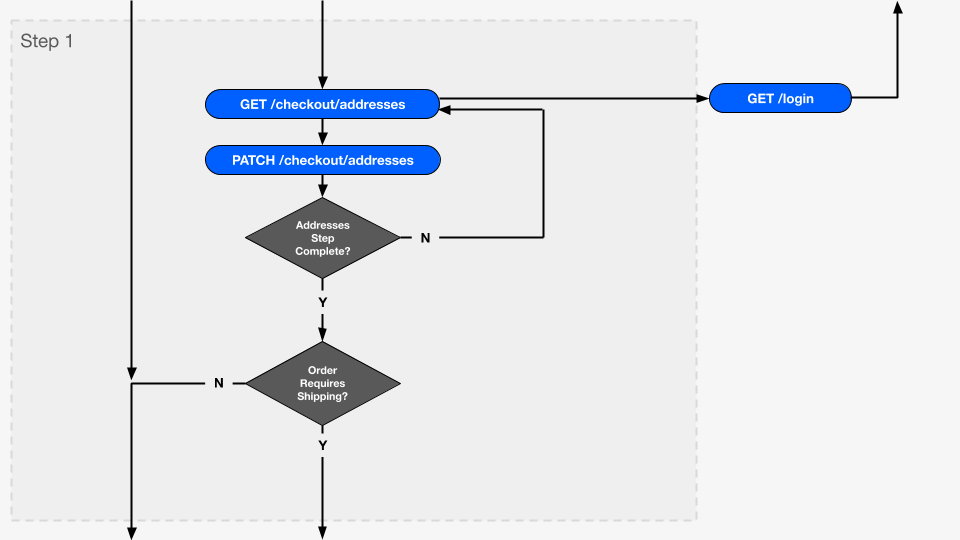 Step 1
GET /checkout/addresses
GET /login
PATCH /checkout/addresses
Addresses
Step
Complete?
N
Y
Order
Requires
Shipping?
N
Y